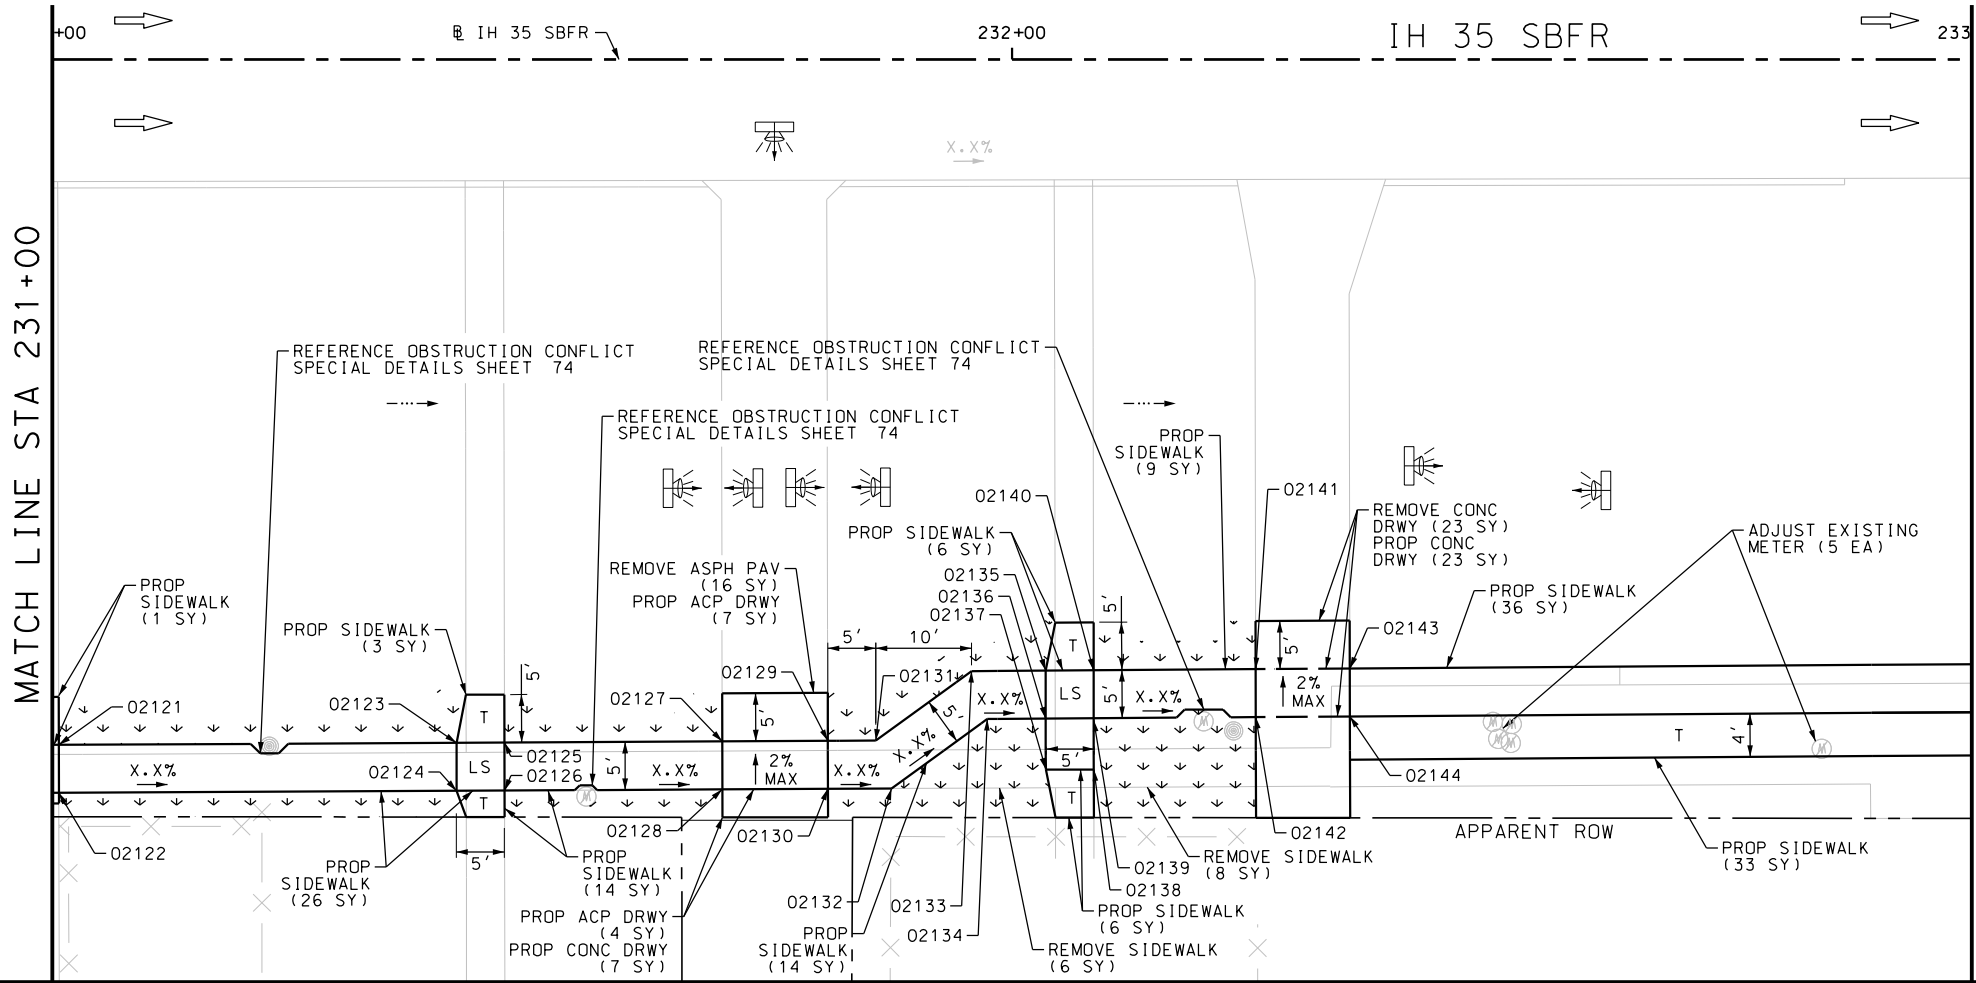 +00
℄ IH 35 SBFR
232+00
IH 35 SBFR
233
X.X%
MATCH LINE STA 231+00
REFERENCE OBSTRUCTION CONFLICT
SPECIAL DETAILS SHEET 74
REFERENCE OBSTRUCTION CONFLICT
SPECIAL DETAILS SHEET 74
REFERENCE OBSTRUCTION CONFLICT
SPECIAL DETAILS SHEET 74
PROP
SIDEWALK
(9 SY)
02140
02141
PROP SIDEWALK
(6 SY)
REMOVE CONC
DRWY (23 SY)
PROP CONC
DRWY (23 SY)
ADJUST EXISTING
METER (5 EA)
REMOVE ASPH PAV
(16 SY)
PROP ACP DRWY
(7 SY)
02135
02136
02137
PROP
SIDEWALK
(1 SY)
PROP SIDEWALK
(36 SY)
PROP SIDEWALK
(3 SY)
5'
5'
10'
5'
5'
02143
T
02121
02123
5'
T
02127
5'
02129
02131
5'
X.X%
LS
5'
X.X%
2%
MAX
T
4'
X.X%
02124
LS
02125
02126
5'
X.X%
2%
MAX
X.X%
X.X%
5'
02144
T
T
02122
5'
02128
02130
02142
APPARENT ROW
PROP
SIDEWALK
(26 SY)
PROP
SIDEWALK
(14 SY)
02139
02138
REMOVE SIDEWALK
(8 SY)
PROP SIDEWALK
(33 SY)
02132
02133
02134
PROP ACP DRWY
(4 SY)
PROP CONC DRWY
(7 SY)
PROP
SIDEWALK
(14 SY)
PROP SIDEWALK
(6 SY)
REMOVE SIDEWALK
(6 SY)